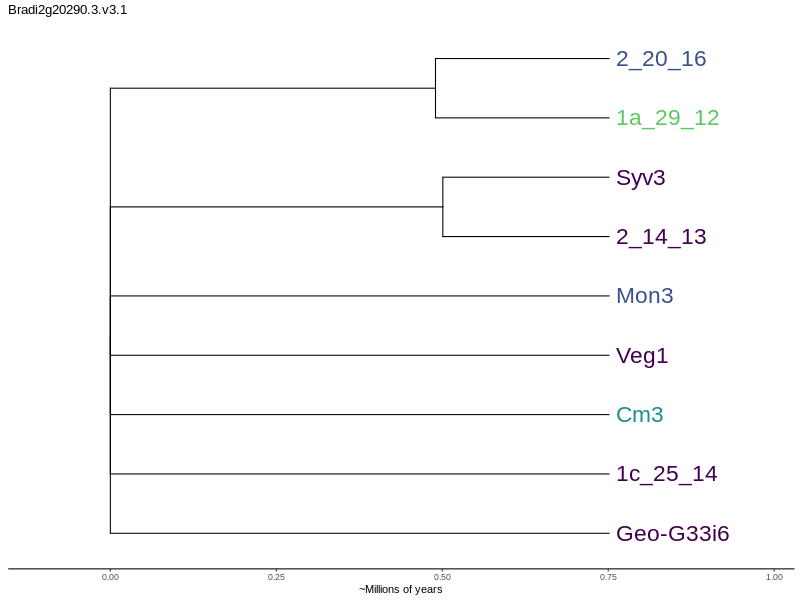 Bradi2g20290.3.v3.1
2_20_16
1a_29_12
Syv3
2_14_13
Mon3
Veg1
Cm3
1c_25_14
Geo-G33i6
0.00 0.25 0.50 0.75 1.00
~Millions of years